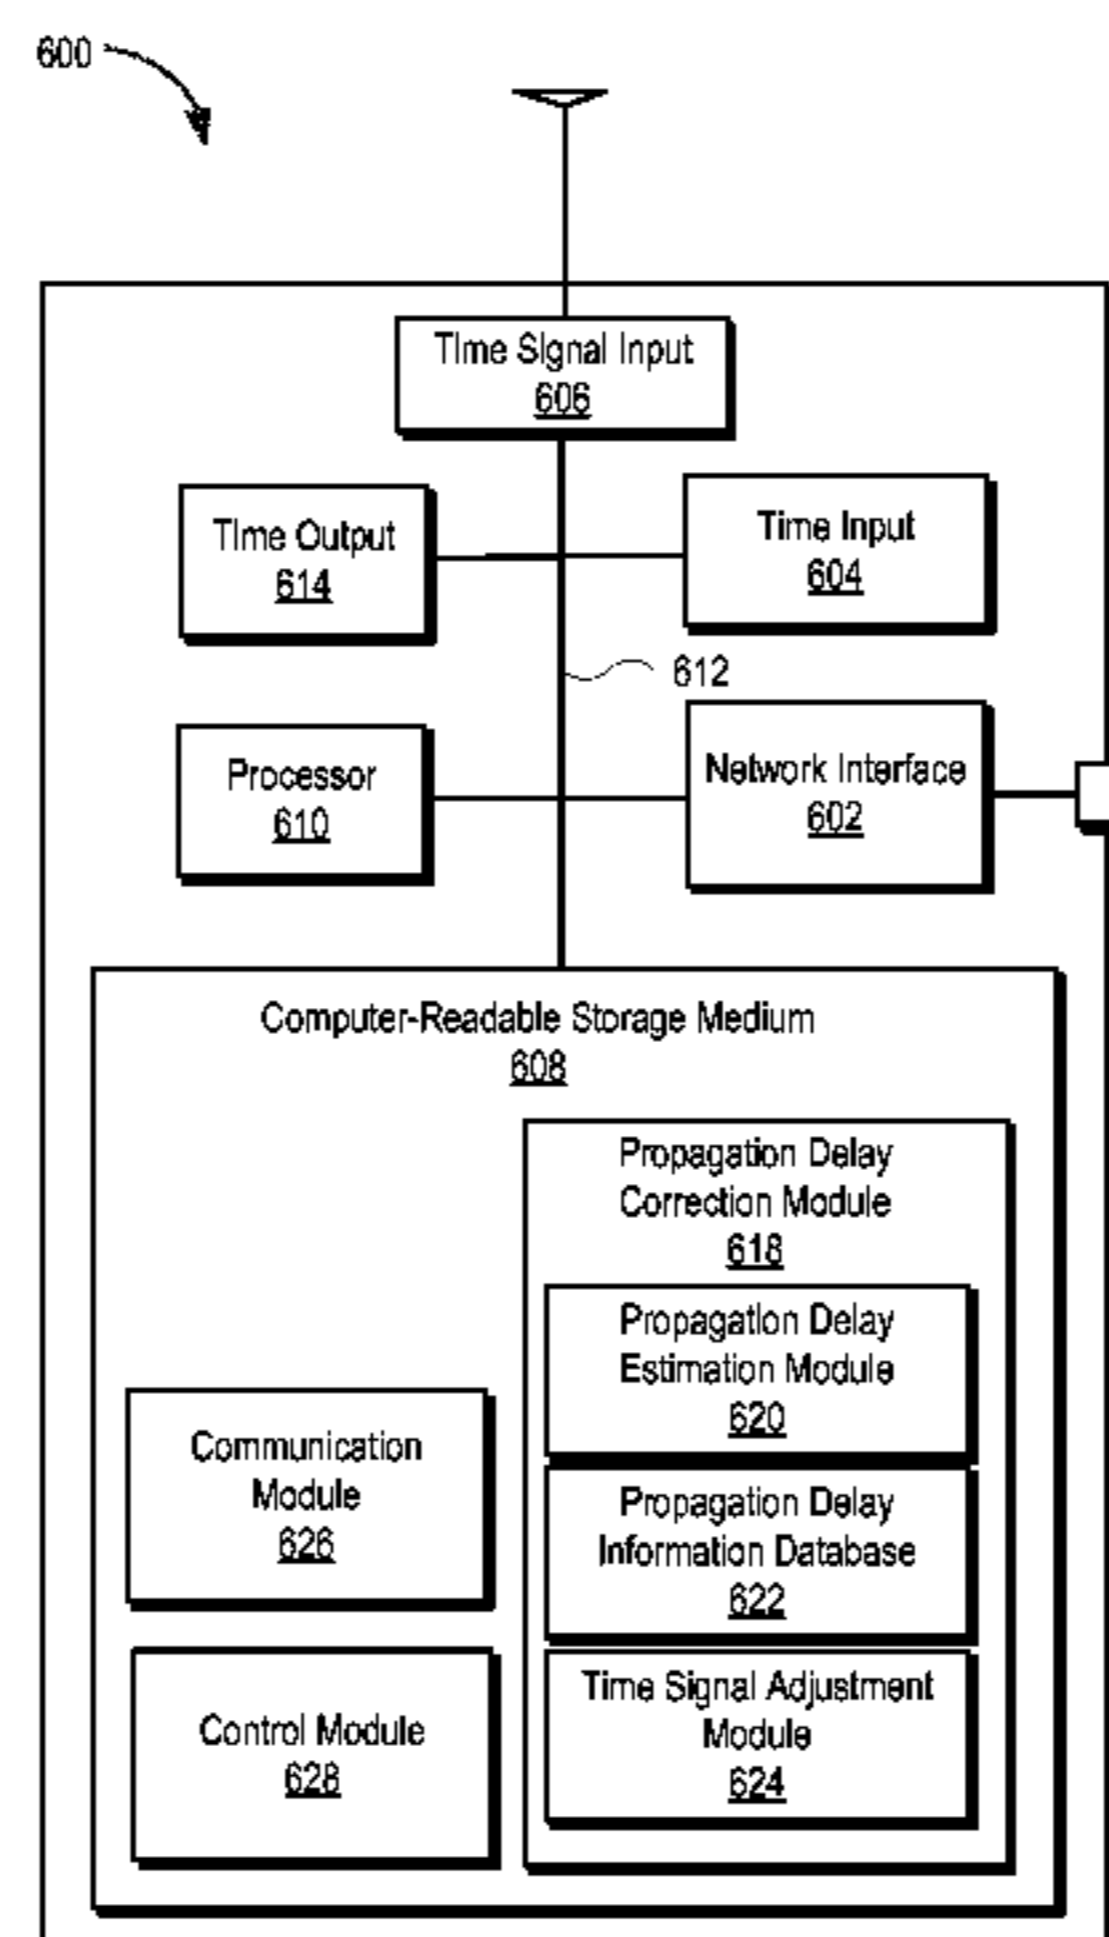 600
Time Signal Input
606
Time Output
614
Time Input
604
612
Processor
610
Network Interface
602
Computer-Readable Storage Medium
608
Propagation Delay
Correction Module
618
Propagation Delay
Estimation Module
620
Communication
Module
626
Propagation Delay
Information Database
622
Control Module
628
Time Signal Adjustment
Module
624